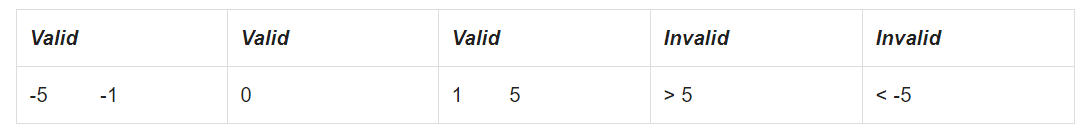 Valid Valid Valid Invalid Invalid
-5 -1 0 1 5 > 5 < -5